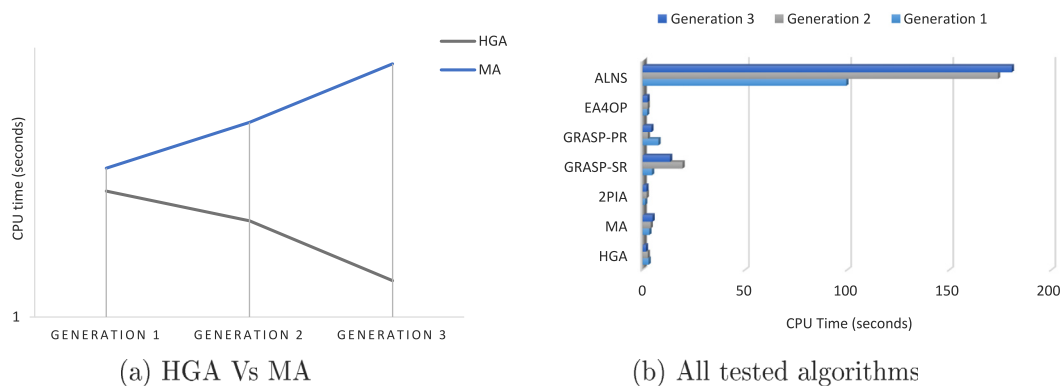 HGA
MA
CPU time (seconds)
1
GENERATION 1 GENERATION 2 GENERATION 3
(a) HGA Vs MA
Generation 3 Generation 2 Generation 1
ALNS
EA4OP
GRASP-PR
GRASP-SR
2PIA
MA
HGA
0 50 100 150 200
CPU Time (seconds)
(b) All tested algorithms